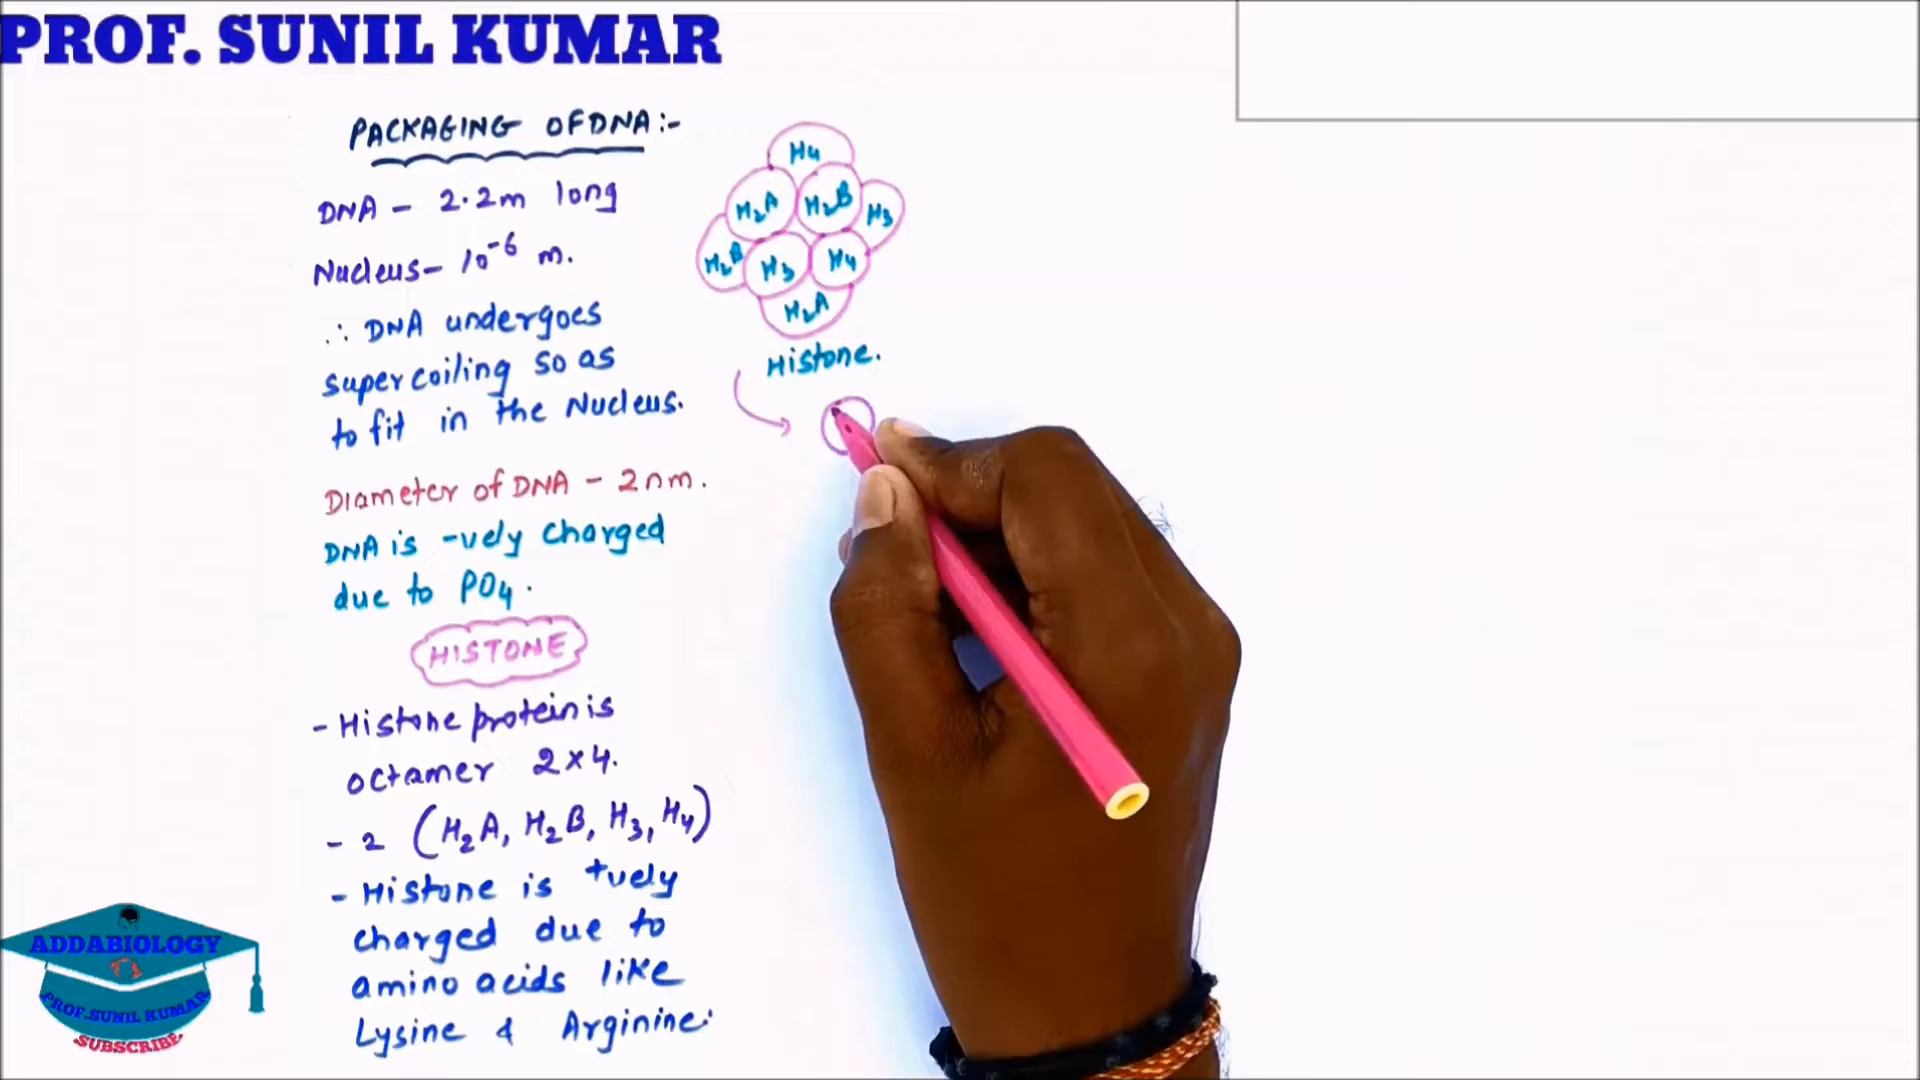 PROF. SUNIL KUMAR
PACKAGING OF DNA:-
DNA - 2.2m long
Nucleus- 10⁻⁶ m.
∴ DNA undergoes
supercoiling so as
to fit in the Nucleus.
Diameter of DNA - 2nm.
DNA is -vely charged
due to PO₄.
HISTONE
- Histone protein is
octamer 2×4.
- 2 (H₂A, H₂B, H₃, H₄)
- Histone is +vely
charged due to
amino acids like
Lysine & Arginine.
H₄
H₂A H₂B H₃
H₂B H₃ H₄
H₂A
Histone.
ADDABIOLOGY
PROF.SUNIL KUMAR
SUBSCRIBE